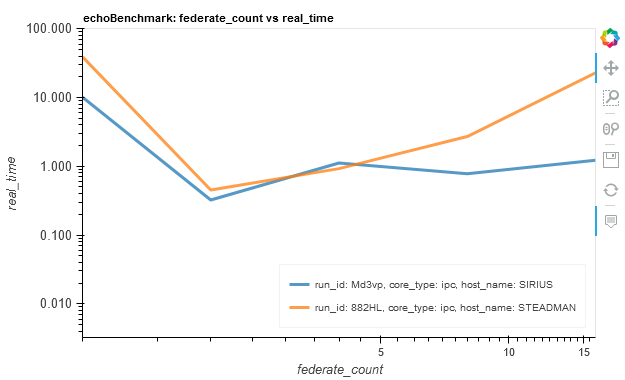 echoBenchmark: federate_count vs real_time
100.000
10.000
1.000
0.100
0.010
real_time
run_id: Md3vp, core_type: ipc, host_name: SIRIUS
run_id: 882HL, core_type: ipc, host_name: STEADMAN
5
10
15
federate_count